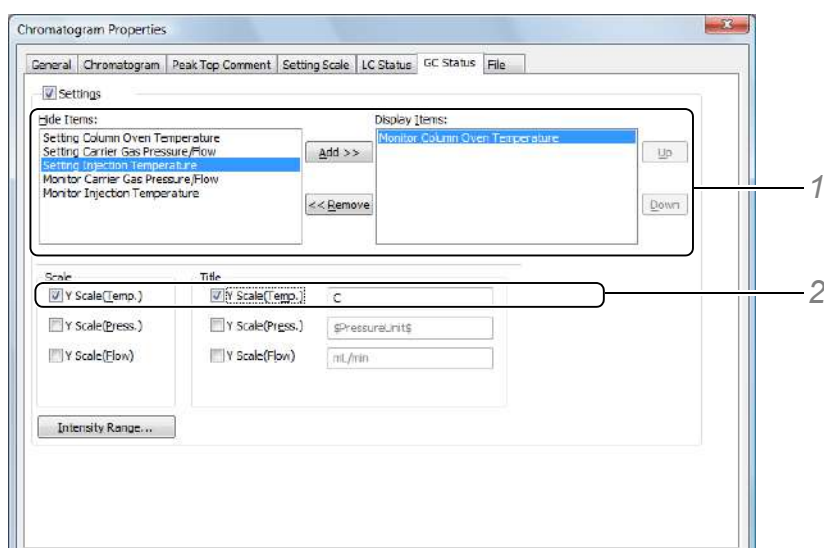 Chromatogram Properties
General Chromatogram Peak Top Comment Setting Scale LC Status GC Status File
Settings
Hide Items: Display Items:
Setting Column Oven Temperature Monitor Column Oven Temperature
Setting Carrier Gas Pressure/Flow Add >> Up
Setting Injection Temperature
Monitor Carrier Gas Pressure/Flow
Monitor Injection Temperature
1
<< Remove Down
Scale Title
Y Scale(Temp.) Y Scale(Temp.) C
2
Y Scale(Press.) Y Scale(Press.) $PressureUnit$
Y Scale(Flow) Y Scale(Flow) mL/min
Intensity Range...